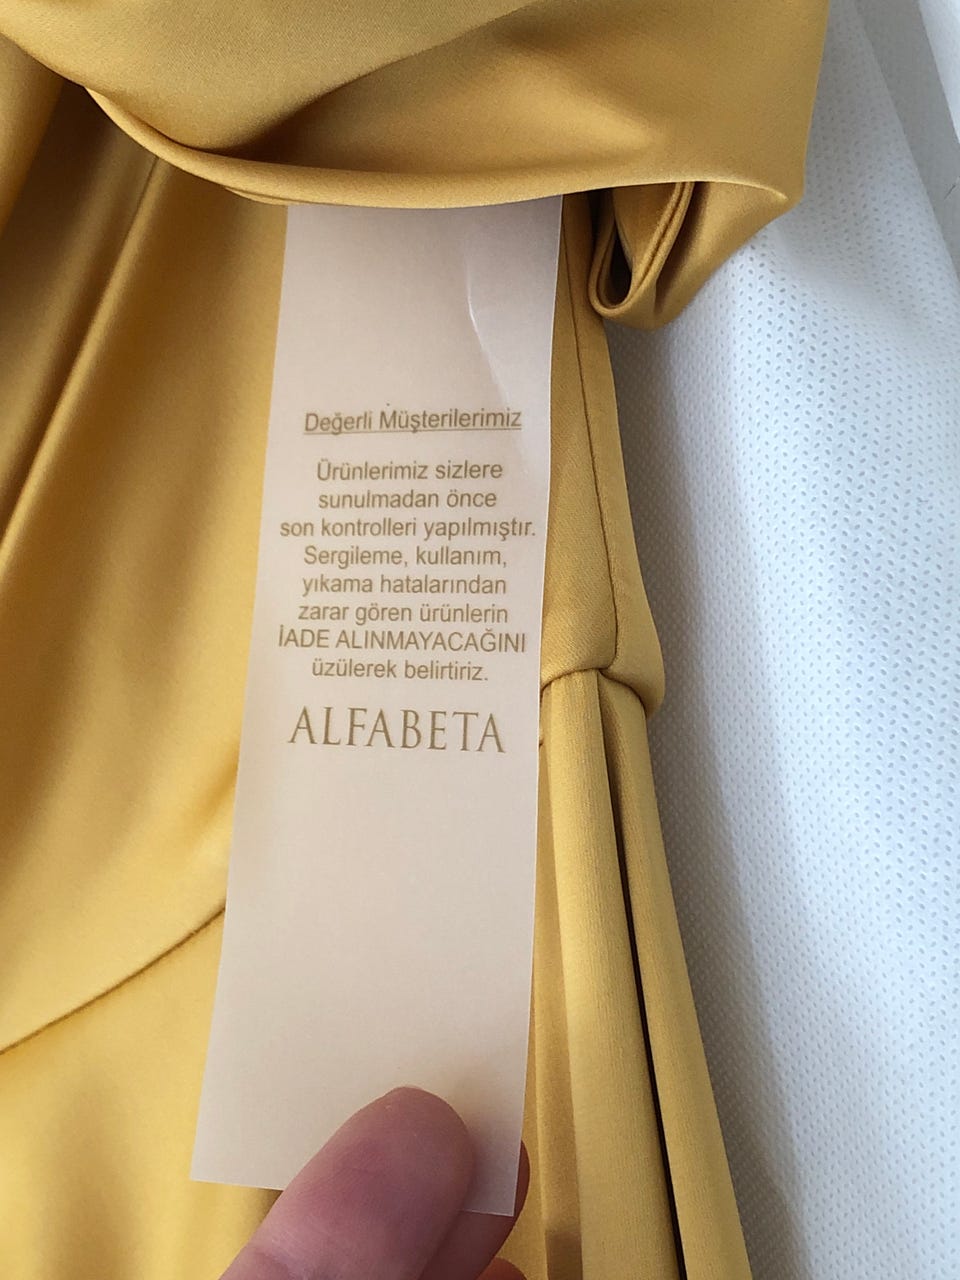 Değerli Müşterilerimiz
Ürünlerimiz sizlere
sunulmadan önce
son kontrolleri yapılmıştır.
Sergileme, kullanım,
yıkama hatalarından
zarar gören ürünlerin
İADE ALINMAYACAĞINI
üzülerek belirtiriz.
ALFABETA